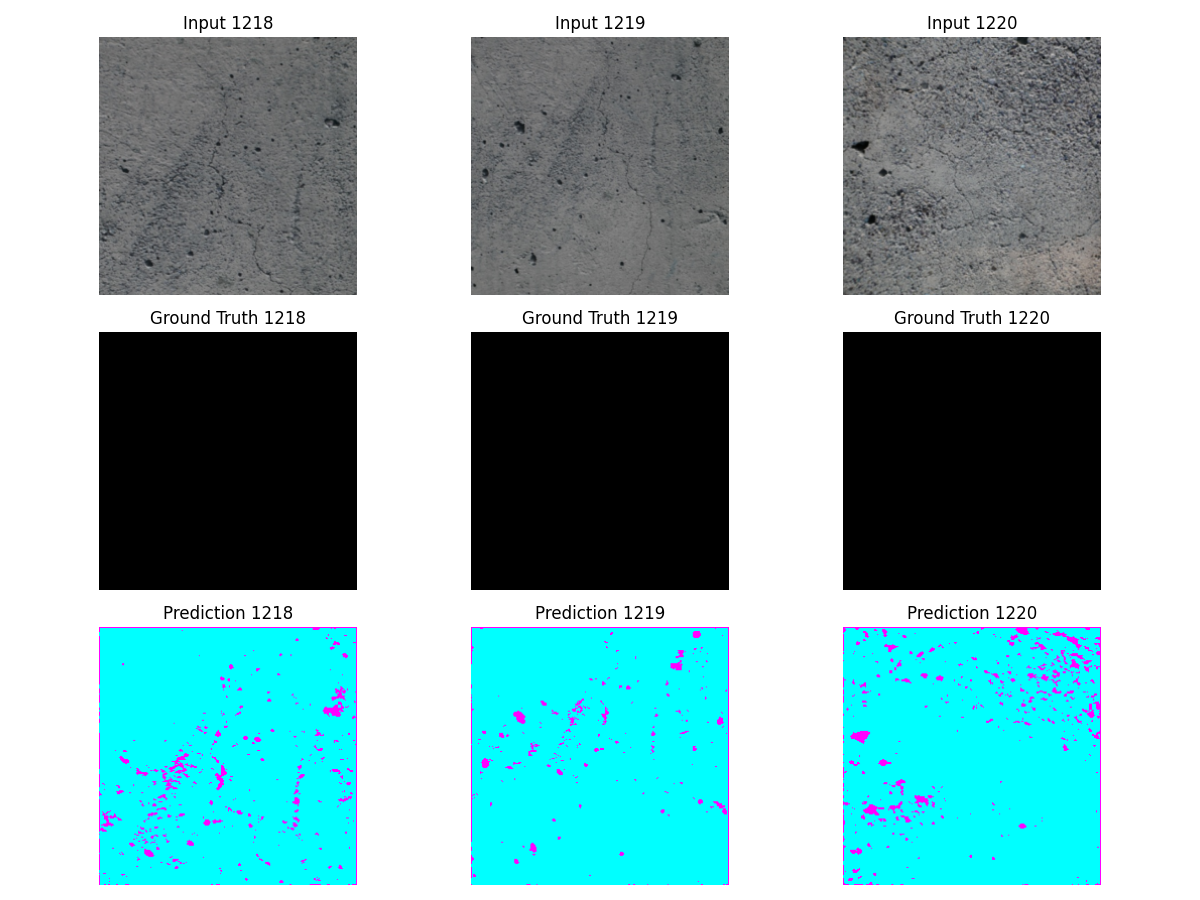 Input 1218
Input 1219
Input 1220
Ground Truth 1218
Ground Truth 1219
Ground Truth 1220
Prediction 1218
Prediction 1219
Prediction 1220